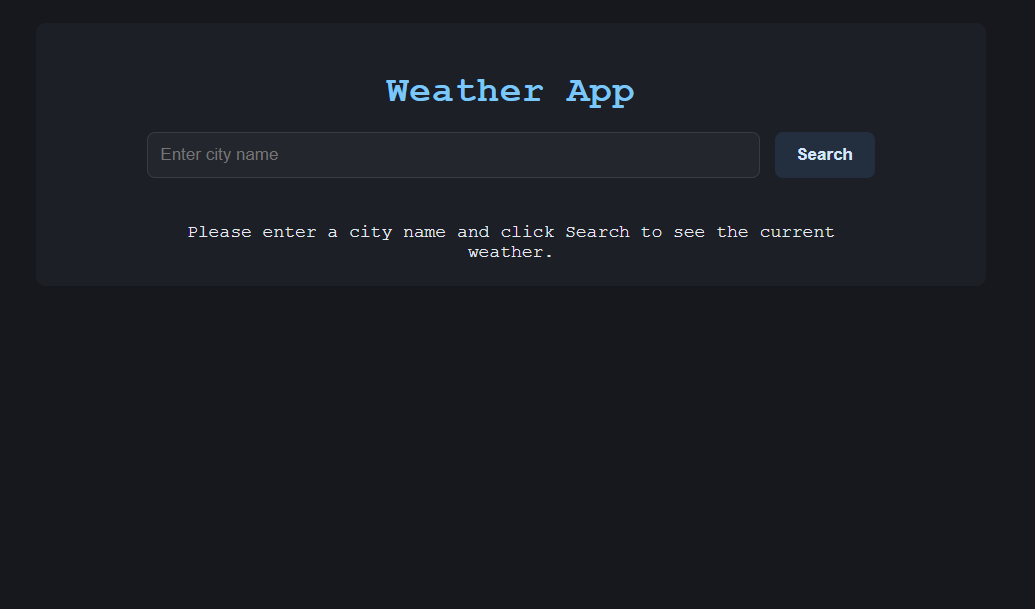 Weather App
Enter city name
Search
Please enter a city name and click Search to see the current
weather.